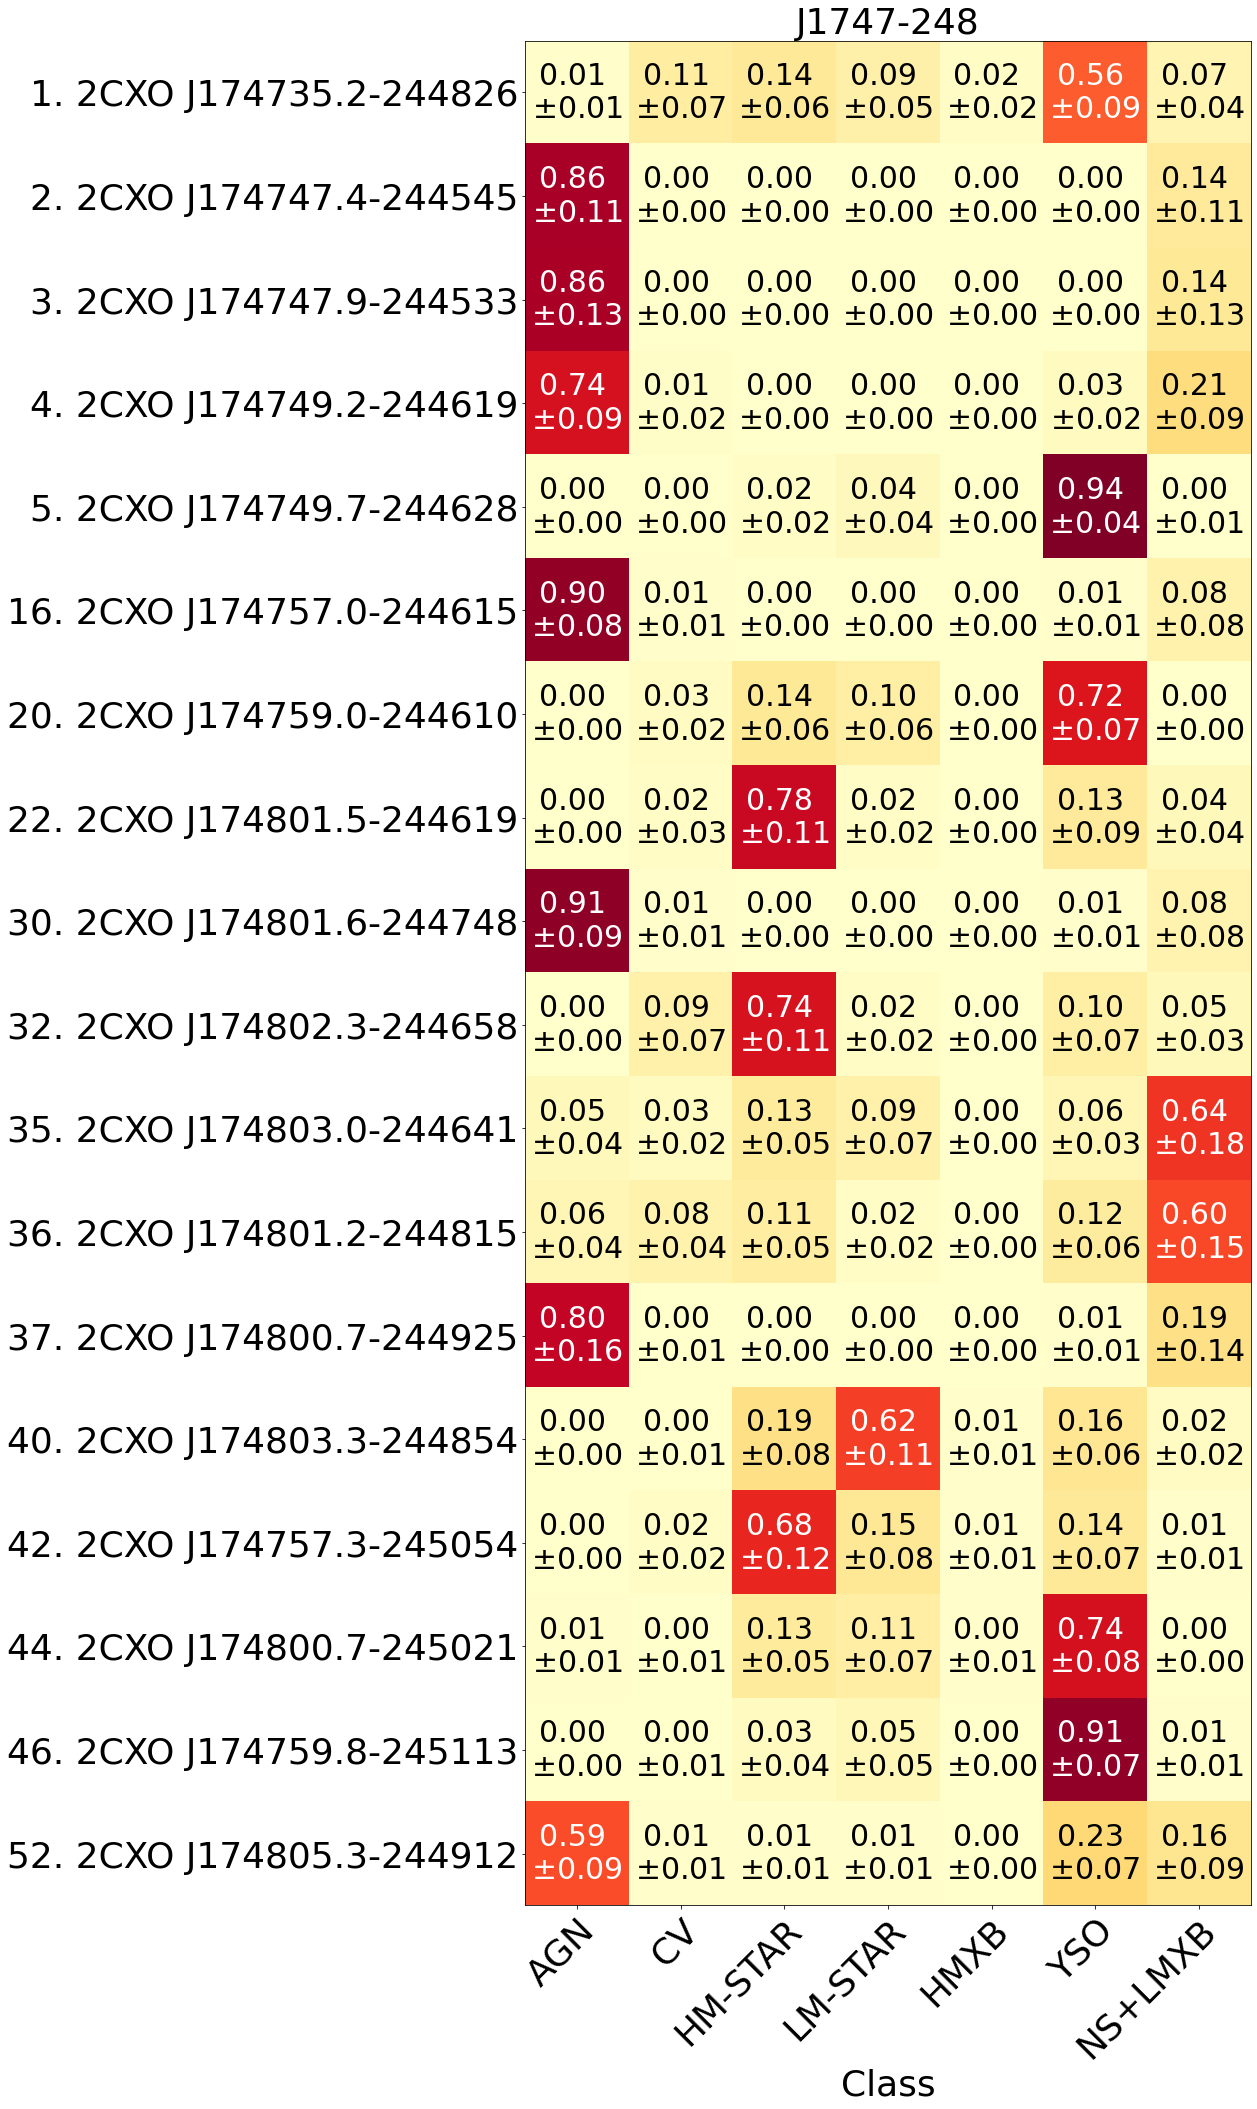 J1747-248
1. 2CXO J174735.2-244826 0.01 0.11 0.14 0.09 0.02 0.56 0.07
±0.01 ±0.07 ±0.06 ±0.05 ±0.02 ±0.09 ±0.04
2. 2CXO J174747.4-244545 0.86 0.00 0.00 0.00 0.00 0.00 0.14
±0.11 ±0.00 ±0.00 ±0.00 ±0.00 ±0.00 ±0.11
3. 2CXO J174747.9-244533 0.86 0.00 0.00 0.00 0.00 0.00 0.14
±0.13 ±0.00 ±0.00 ±0.00 ±0.00 ±0.00 ±0.13
4. 2CXO J174749.2-244619 0.74 0.01 0.00 0.00 0.00 0.03 0.21
±0.09 ±0.02 ±0.00 ±0.00 ±0.00 ±0.02 ±0.09
5. 2CXO J174749.7-244628 0.00 0.00 0.02 0.04 0.00 0.94 0.00
±0.00 ±0.00 ±0.02 ±0.04 ±0.00 ±0.04 ±0.01
16. 2CXO J174757.0-244615 0.90 0.01 0.00 0.00 0.00 0.01 0.08
±0.08 ±0.01 ±0.00 ±0.00 ±0.00 ±0.01 ±0.08
20. 2CXO J174759.0-244610 0.00 0.03 0.14 0.10 0.00 0.72 0.00
±0.00 ±0.02 ±0.06 ±0.06 ±0.00 ±0.07 ±0.00
22. 2CXO J174801.5-244619 0.00 0.02 0.78 0.02 0.00 0.13 0.04
±0.00 ±0.03 ±0.11 ±0.02 ±0.00 ±0.09 ±0.04
30. 2CXO J174801.6-244748 0.91 0.01 0.00 0.00 0.00 0.01 0.08
±0.09 ±0.01 ±0.00 ±0.00 ±0.00 ±0.01 ±0.08
32. 2CXO J174802.3-244658 0.00 0.09 0.74 0.02 0.00 0.10 0.05
±0.00 ±0.07 ±0.11 ±0.02 ±0.00 ±0.07 ±0.03
35. 2CXO J174803.0-244641 0.05 0.03 0.13 0.09 0.00 0.06 0.64
±0.04 ±0.02 ±0.05 ±0.07 ±0.00 ±0.03 ±0.18
36. 2CXO J174801.2-244815 0.06 0.08 0.11 0.02 0.00 0.12 0.60
±0.04 ±0.04 ±0.05 ±0.02 ±0.00 ±0.06 ±0.15
37. 2CXO J174800.7-244925 0.80 0.00 0.00 0.00 0.00 0.01 0.19
±0.16 ±0.01 ±0.00 ±0.00 ±0.00 ±0.01 ±0.14
40. 2CXO J174803.3-244854 0.00 0.00 0.19 0.62 0.01 0.16 0.02
±0.00 ±0.01 ±0.08 ±0.11 ±0.01 ±0.06 ±0.02
42. 2CXO J174757.3-245054 0.00 0.02 0.68 0.15 0.01 0.14 0.01
±0.00 ±0.02 ±0.12 ±0.08 ±0.01 ±0.07 ±0.01
44. 2CXO J174800.7-245021 0.01 0.00 0.13 0.11 0.00 0.74 0.00
±0.01 ±0.01 ±0.05 ±0.07 ±0.01 ±0.08 ±0.00
46. 2CXO J174759.8-245113 0.00 0.00 0.03 0.05 0.00 0.91 0.01
±0.00 ±0.01 ±0.04 ±0.05 ±0.00 ±0.07 ±0.01
52. 2CXO J174805.3-244912 0.59 0.01 0.01 0.01 0.00 0.23 0.16
±0.09 ±0.01 ±0.01 ±0.01 ±0.00 ±0.07 ±0.09
AGN CV HM-STAR LM-STAR HMXB YSO NS+LMXB
Class